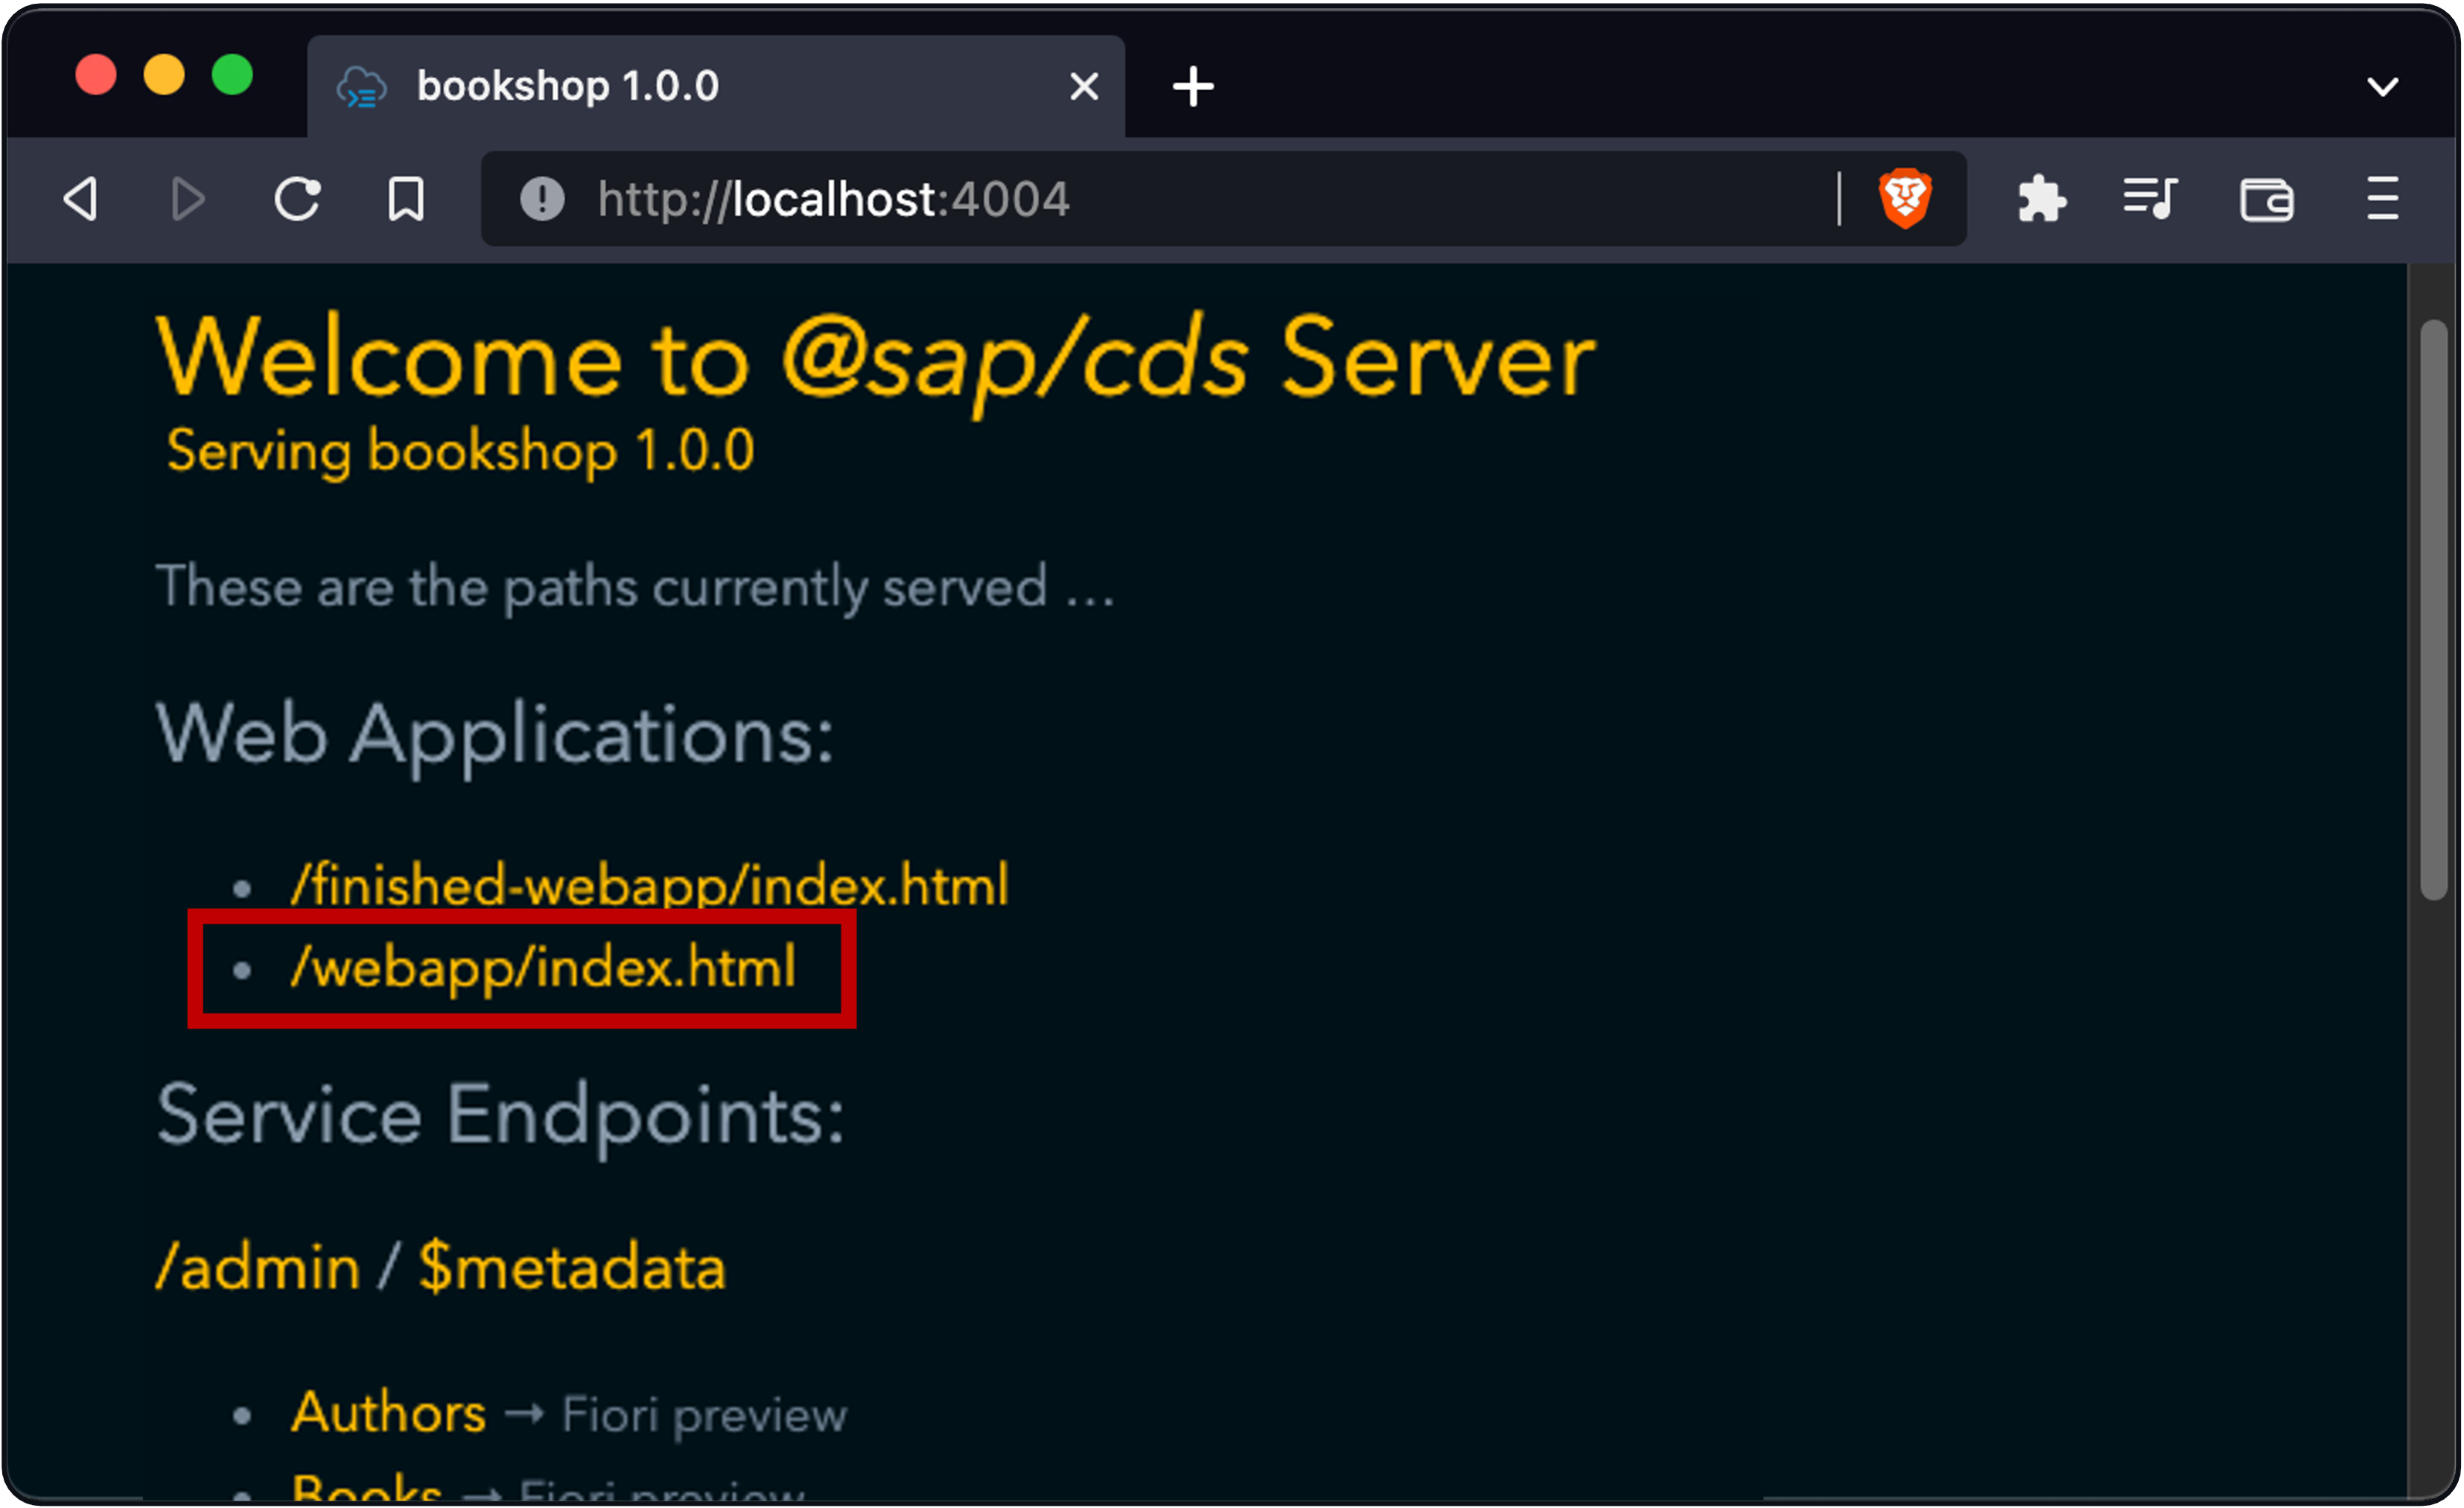 bookshop 1.0.0
http://localhost:4004
Welcome to @sap/cds Server
Serving bookshop 1.0.0
These are the paths currently served ...
Web Applications:
/finished-webapp/index.html
/webapp/index.html
Service Endpoints:
/admin / $metadata
Authors → Fiori preview
Books → Fiori preview